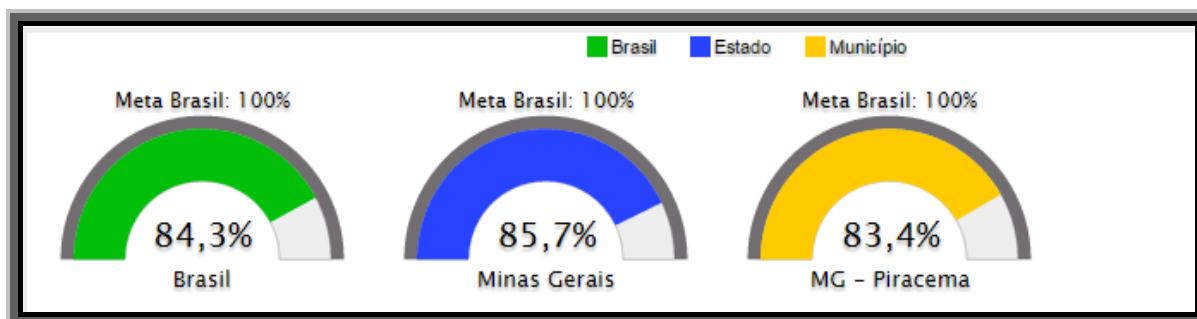 Brasil Estado Município
Meta Brasil: 100% Meta Brasil: 100% Meta Brasil: 100%
84,3% 85,7% 83,4%
Brasil Minas Gerais MG - Piracema